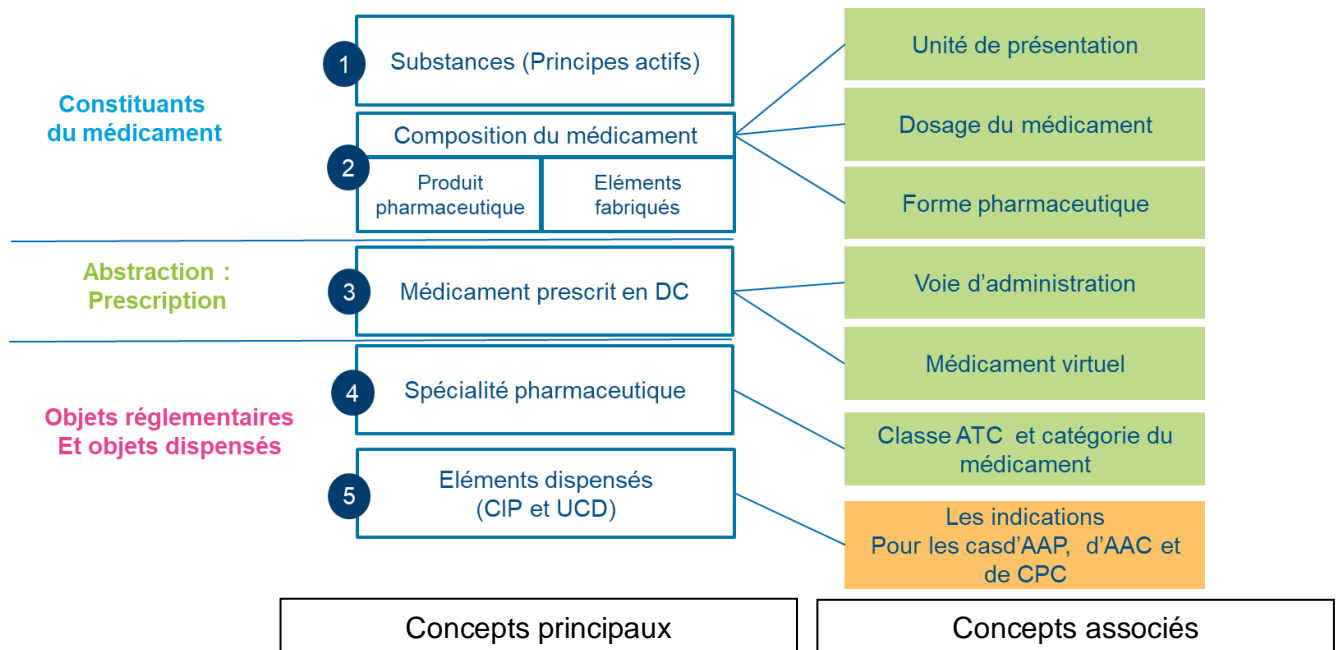 Constituants
du médicament
1
Substances (Principes actifs)
2
Composition du médicament
Produit
pharmaceutique
Eléments
fabriqués
Abstraction :
Prescription
3
Médicament prescrit en DC
Objets réglementaires
Et objets dispensés
4
Spécialité pharmaceutique
5
Eléments dispensés
(CIP et UCD)
Unité de présentation
Dosage du médicament
Forme pharmaceutique
Voie d'administration
Médicament virtuel
Classe ATC et catégorie du
médicament
Les indications
Pour les casd'AAP, d'AAC et
de CPC
Concepts principaux
Concepts associés